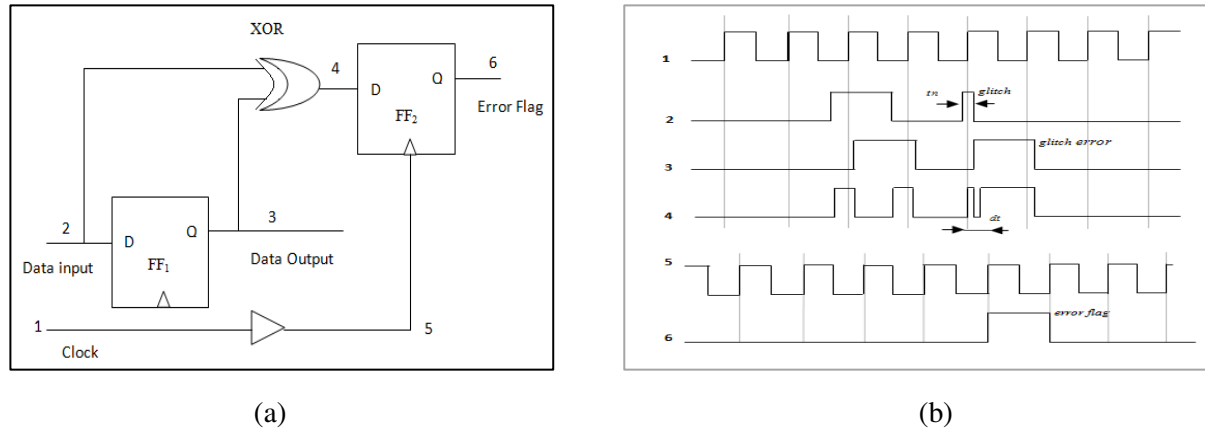 XOR
4
6
D
Q
Error Flag
FF2
2
3
D
Q
Data input
FF1
Data Output
1
5
Clock
(a)
1
tn
glitch
2
glitch error
3
4
dt
5
error flag
6
(b)